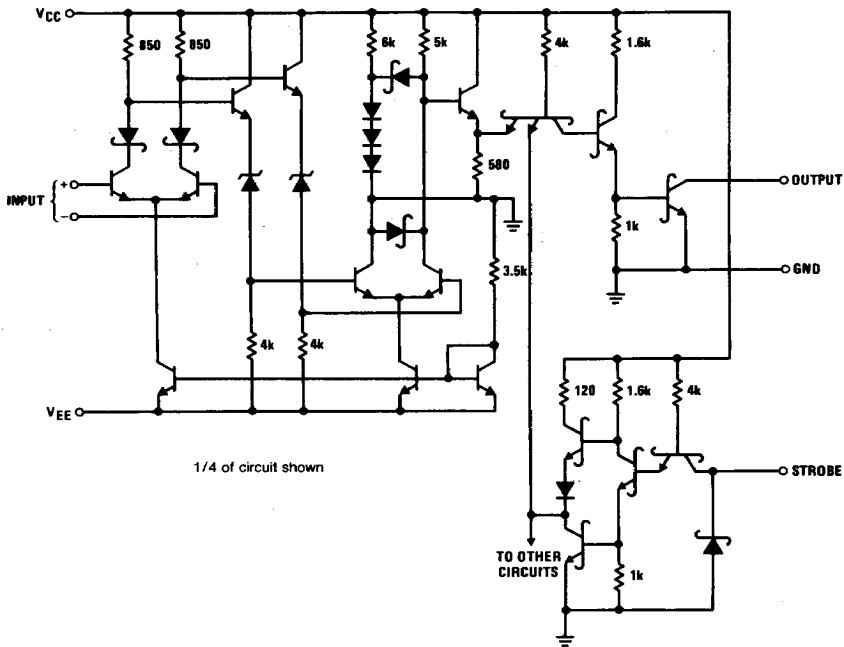 VCC
850
850
6k
5k
4k
1.6k
580
INPUT
+
−
OUTPUT
1k
3.5k
GND
4k
4k
VEE
120
1.6k
4k
1/4 of circuit shown
STROBE
TO OTHER
CIRCUITS
1k